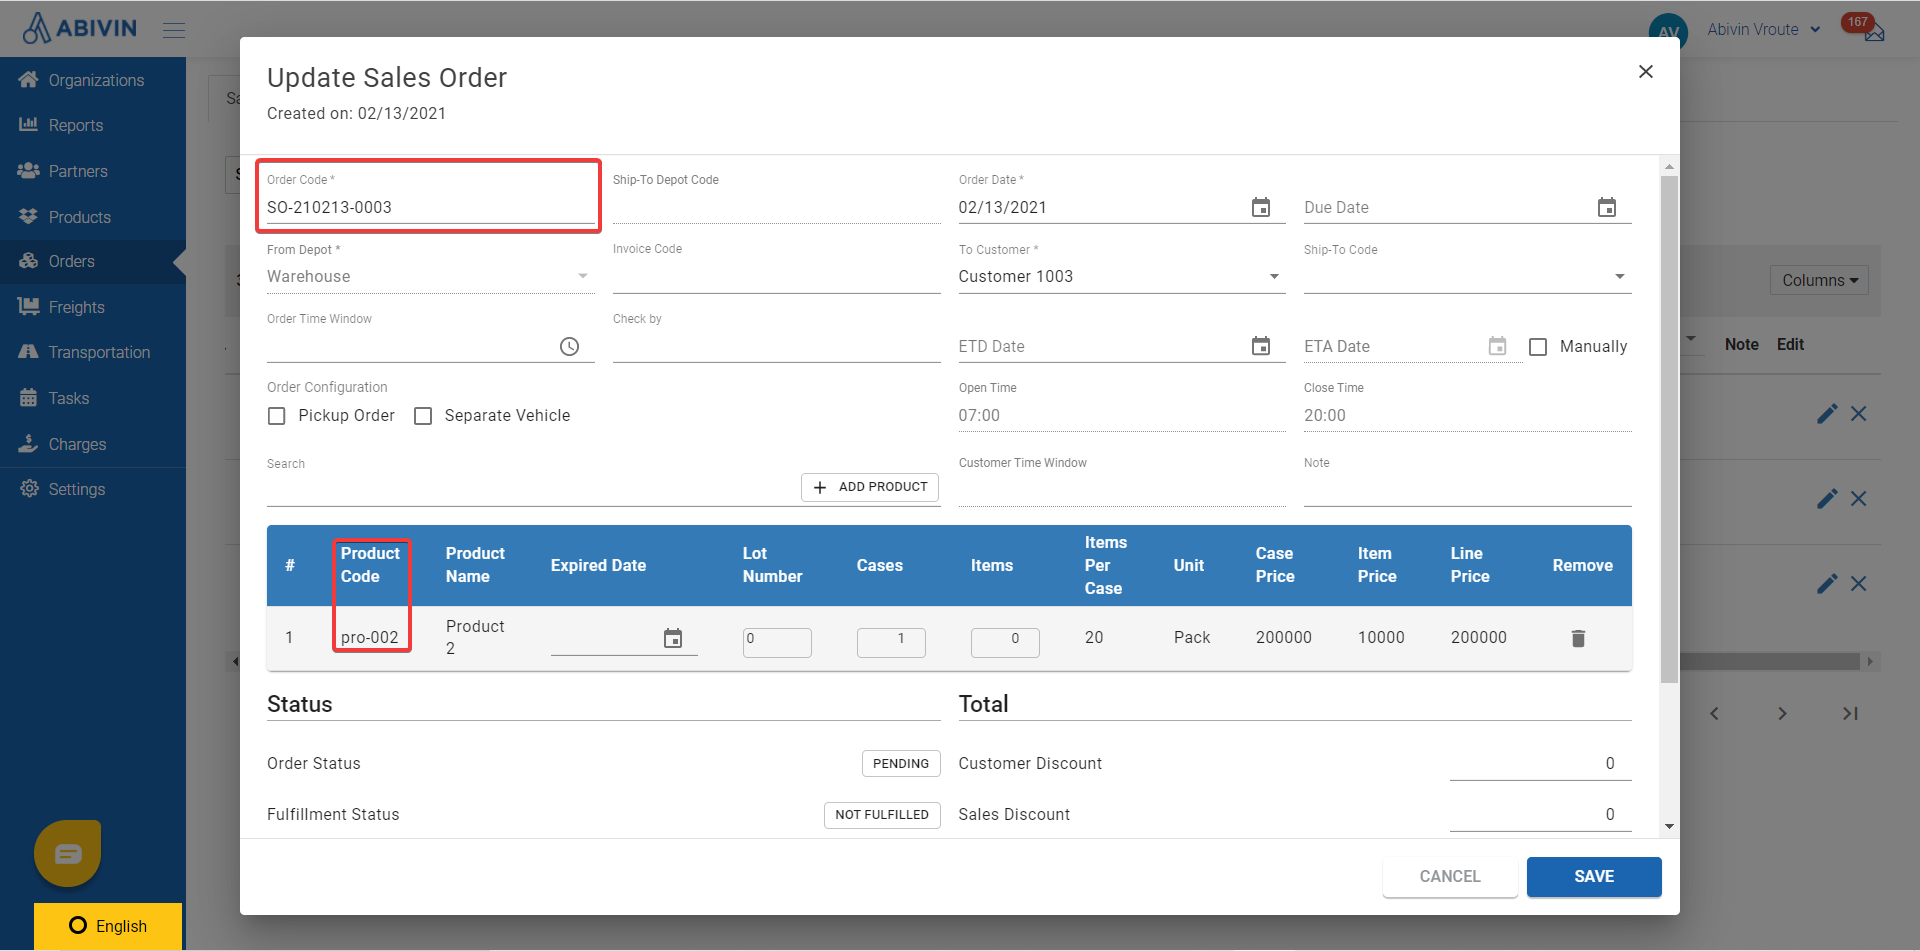 ABIVIN
AV
Abivin Vroute
167
Organizations
Reports
Partners
Products
Orders
Freights
Transportation
Tasks
Charges
Settings
English
Columns
Note Edit
Update Sales Order
Created on: 02/13/2021
Order Code *
SO-210213-0003
Ship-To Depot Code
Order Date *
02/13/2021
Due Date
From Depot *
Warehouse
Invoice Code
To Customer *
Customer 1003
Ship-To Code
Order Time Window
Check by
ETD Date
ETA Date
Manually
Order Configuration
Pickup Order
Separate Vehicle
Open Time
07:00
Close Time
20:00
Search
ADD PRODUCT
Customer Time Window
Note
#
Product
Code
Product
Name
Expired Date
Lot
Number
Cases
Items
Items
Per
Case
Unit
Case
Price
Item
Price
Line
Price
Remove
1
pro-002
Product
2
0
1
0
20
Pack
200000
10000
200000
Status
Total
Order Status
PENDING
Customer Discount
0
Fulfillment Status
NOT FULFILLED
Sales Discount
0
CANCEL
SAVE